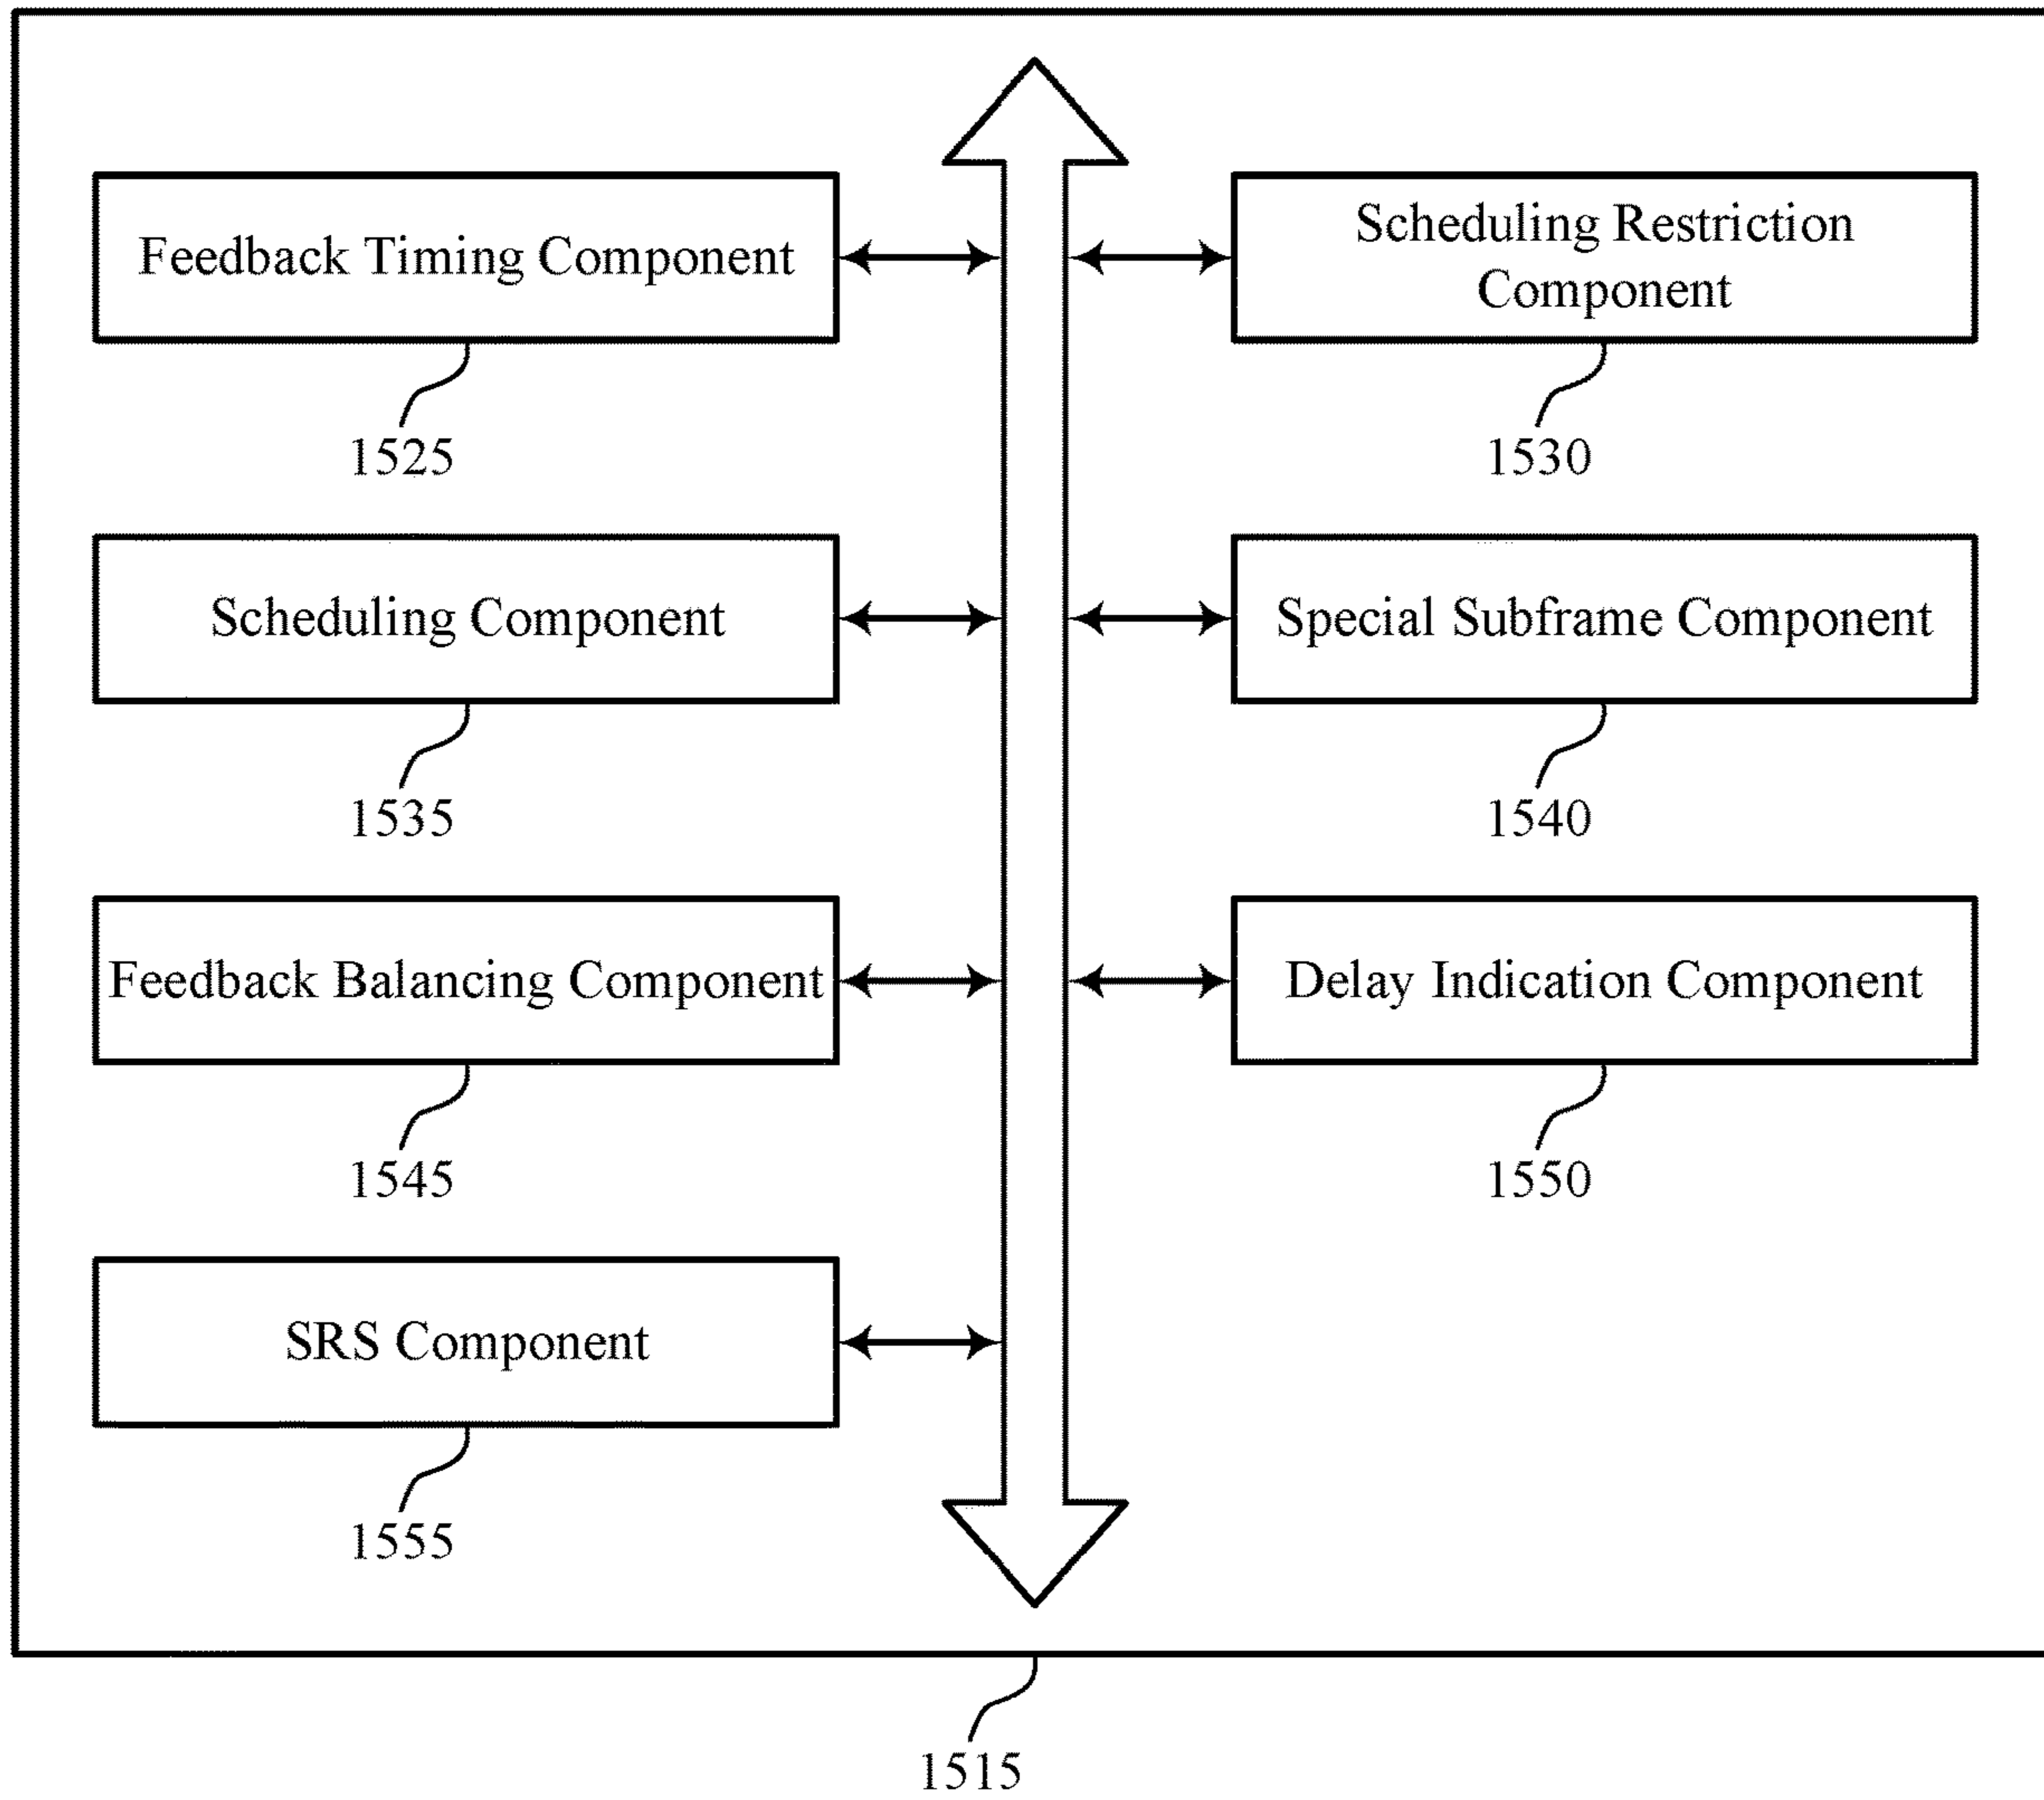 Feedback Timing Component
1525
Scheduling Restriction
Component
1530
Scheduling Component
1535
Special Subframe Component
1540
Feedback Balancing Component
1545
Delay Indication Component
1550
SRS Component
1555
1515